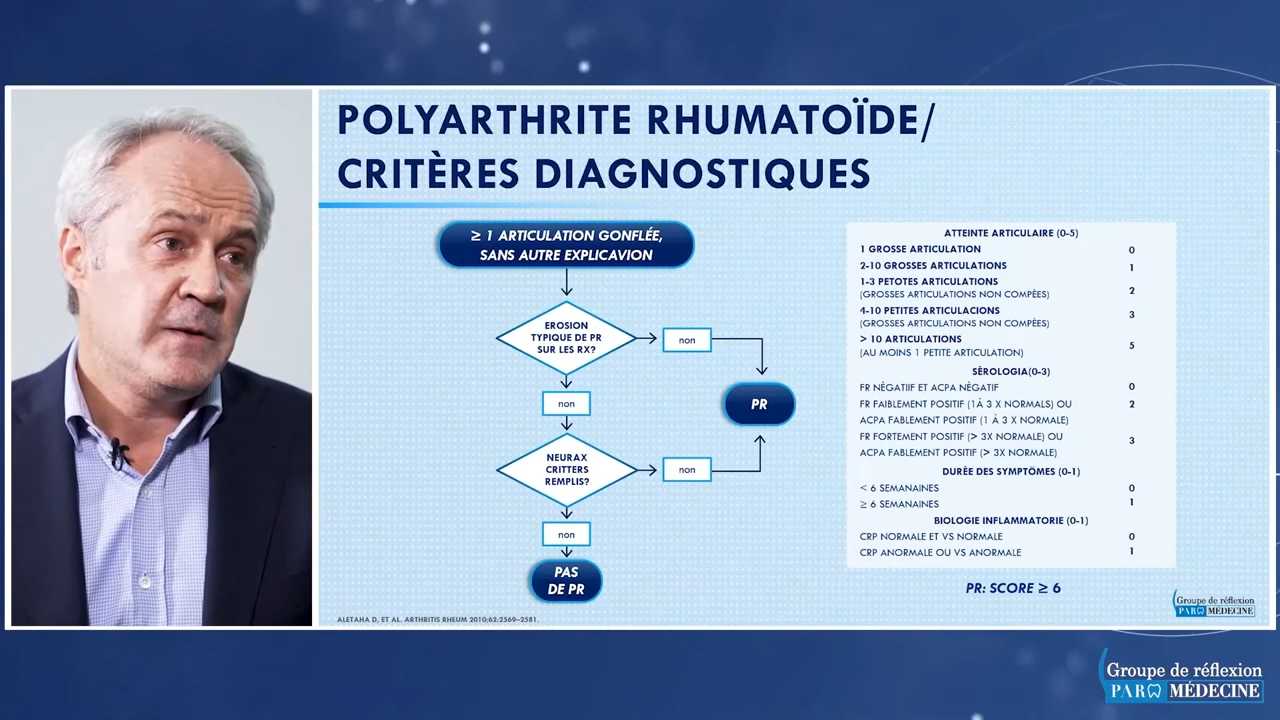 POLYARTHRITE RHUMATOÏDE/
CRITÈRES DIAGNOSTIQUES
≥ 1 ARTICULATION GONFLÉE,
SANS AUTRE EXPLICAVION
EROSION
TYPIQUE DE PR
SUR LES RX?
non
non
PR
NEURAX
CRITTERS
REMPLIS?
non
non
PAS
DE PR
ATTEINTE ARTICULAIRE (0-5)
1 GROSSE ARTICULATION 0
2-10 GROSSES ARTICULATIONS 1
1-3 PETOTES ARTICULATIONS
(GROSSES ARTICULATIONS NON COMPÉES) 2
4-10 PETITES ARTICULACIONS
(GROSSES ARTICULATIONS NON COMPÉES) 3
> 10 ARTICULATIONS
(AU MOINS 1 PETITE ARTICULATION) 5
SÈROLOGIA(0-3)
FR NÈGATIIF ET ACPA NÈGATIF 0
FR FAIBLEMENT POSITIF (1À 3 X NORMALS) OU 2
ACPA FABLEMENT POSITIF (1 À 3 X NORMALE)
FR FORTEMENT POSITIF (> 3X NORMALE) OU 3
ACPA FABLEMENT POSITIF (> 3X NORMALE)
DURÉE DES SYMPTÔMES (0-1)
< 6 SEMANAINES 0
≥ 6 SEMANAINES 1
BIOLOGIE INFLAMMATORIE (0-1)
CRP NORMALE ET VS NORMALE 0
CRP ANORMALE OU VS ANORMALE 1
PR: SCORE ≥ 6
ALETAHA D, ET AL. ARTHRITIS RHEUM 2010;62:2569–2581.
Groupe de réflexion
PARO MÉDECINE
Groupe de réflexion
PARO MÉDECINE